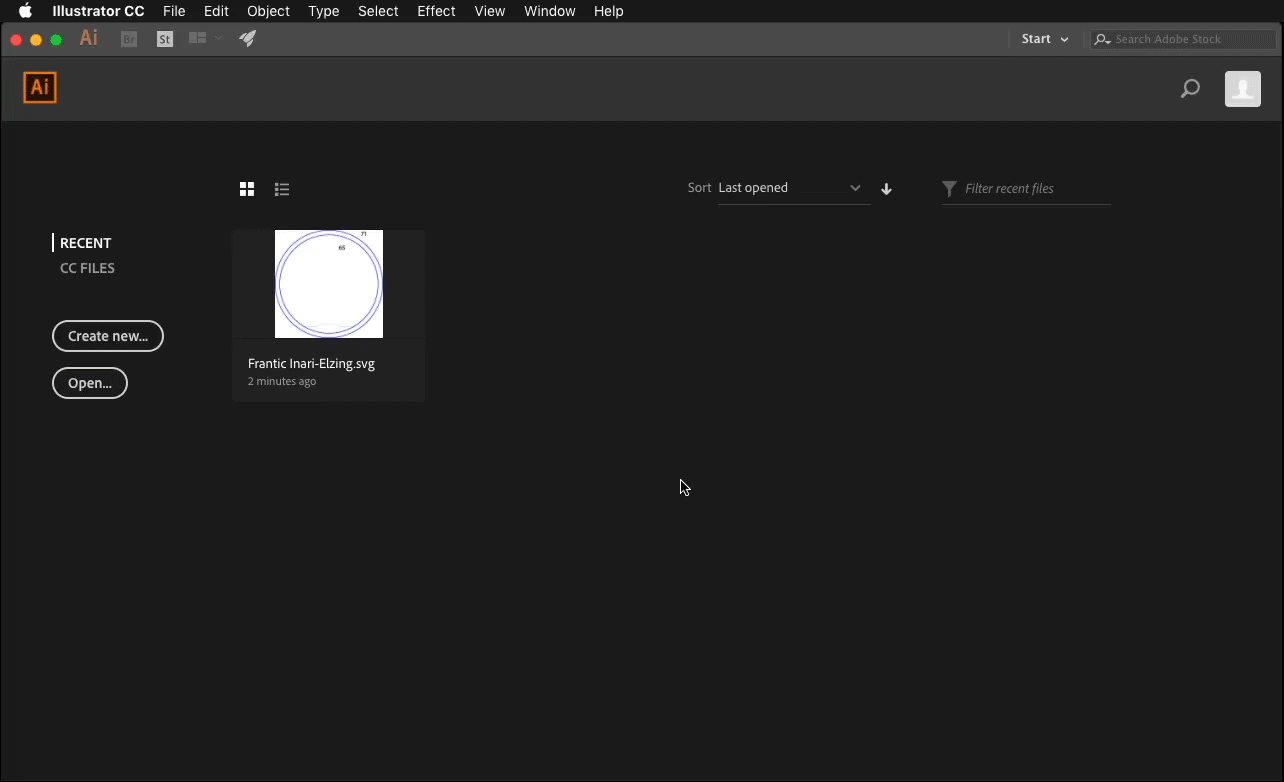 Illustrator CC File Edit Object Type Select Effect View Window Help
Ai Br St Start Search Adobe Stock
Ai
Sort Last opened Filter recent files
RECENT
CC FILES
Create new...
Open...
71
65
Frantic Inari-Elzing.svg
2 minutes ago